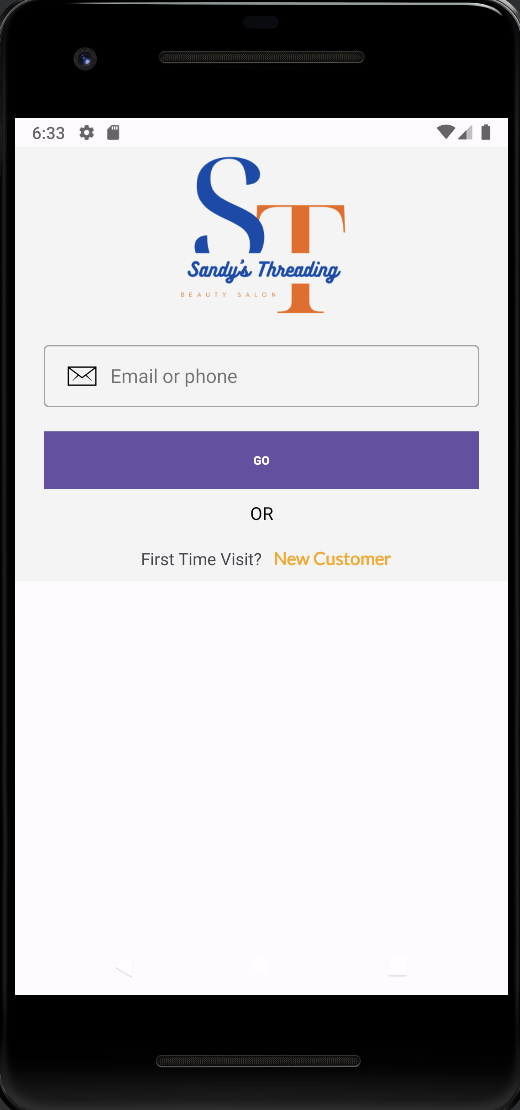 6:33
ST
Sandy's Threading
BEAUTY SALON
Email or phone
GO
OR
First Time Visit? New Customer